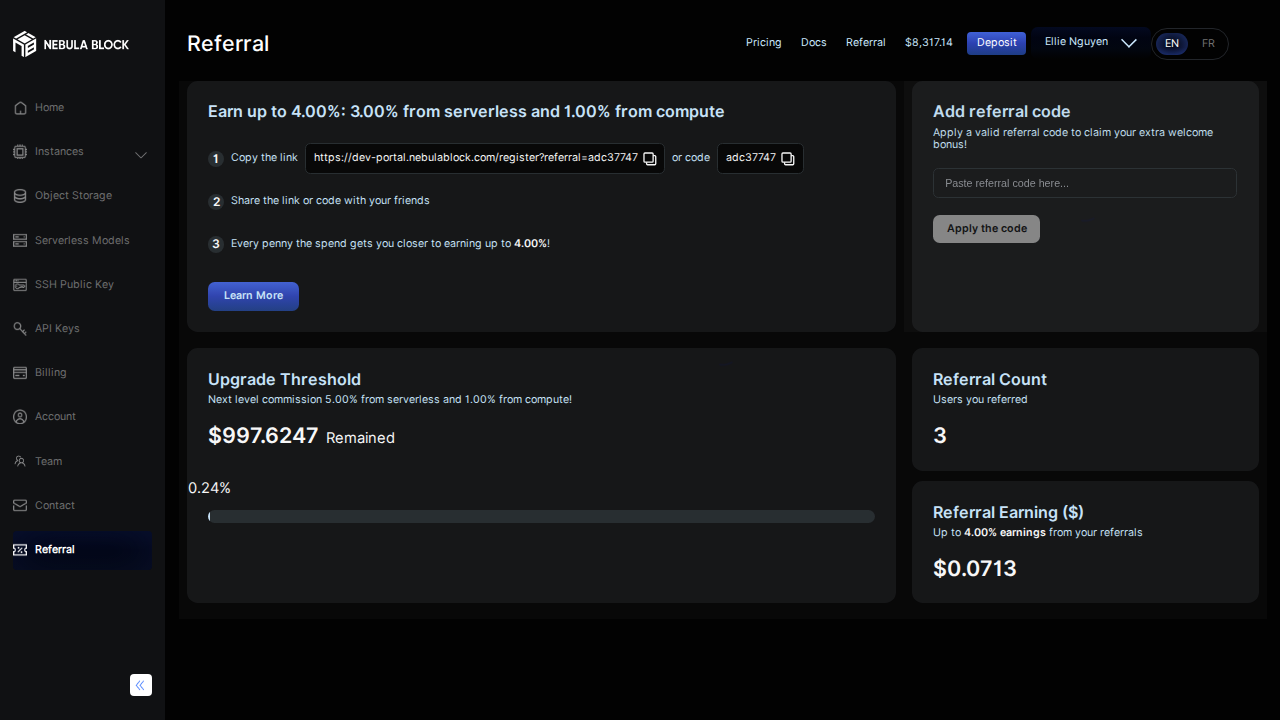 NEBULA BLOCK
Referral
Pricing
Docs
Referral
$8,317.14
Deposit
Ellie Nguyen
EN
FR
Home
Instances
Object Storage
Serverless Models
SSH Public Key
API Keys
Billing
Account
Team
Contact
Referral
Earn up to 4.00%: 3.00% from serverless and 1.00% from compute
1 Copy the link https://dev-portal.nebulablock.com/register?referral=adc37747 or code adc37747
2 Share the link or code with your friends
3 Every penny the spend gets you closer to earning up to 4.00%!
Learn More
Add referral code
Apply a valid referral code to claim your extra welcome
bonus!
Paste referral code here...
Apply the code
Upgrade Threshold
Next level commission 5.00% from serverless and 1.00% from compute!
$997.6247 Remained
0.24%
Referral Count
Users you referred
3
Referral Earning ($)
Up to 4.00% earnings from your referrals
$0.0713